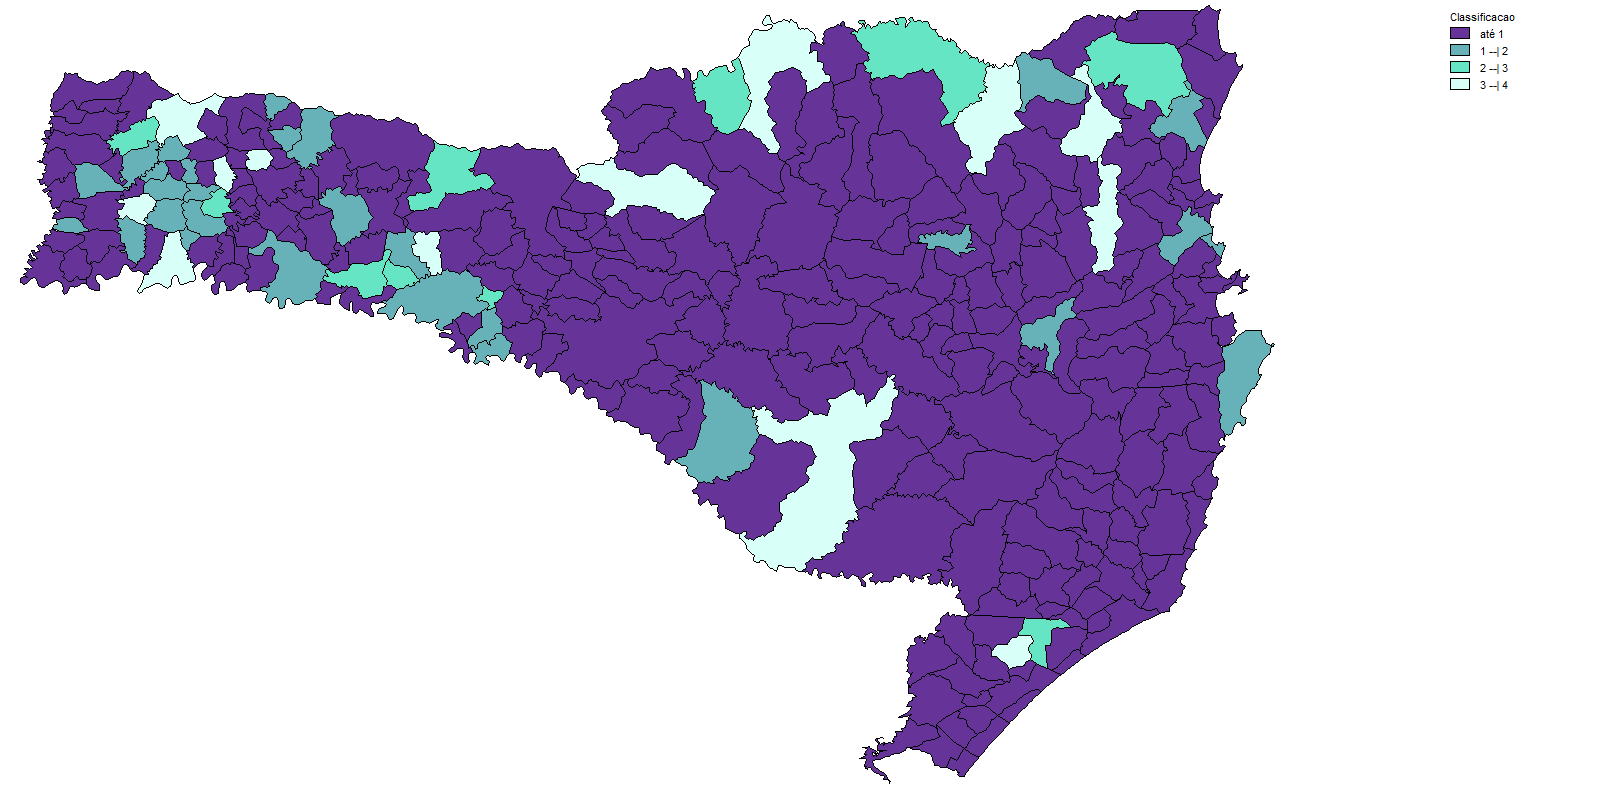 Classificacao
até 1
1 --| 2
2 --| 3
3 --| 4